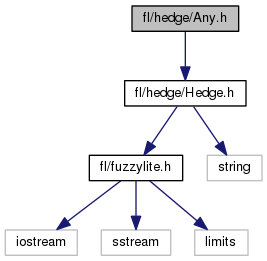 fl/hedge/Any.h
fl/hedge/Hedge.h
fl/fuzzylite.h
string
iostream
sstream
limits